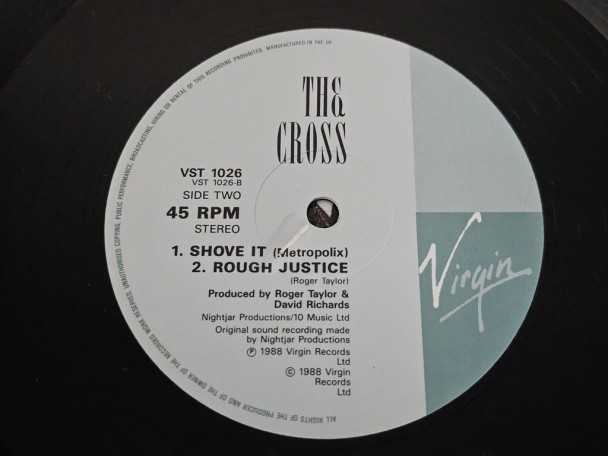 TH&
CROSS
VST 1026
VST 1026-B
SIDE TWO
45 RPM
STEREO
1. SHOVE IT (Metropolix)
2. ROUGH JUSTICE
(Roger Taylor)
Produced by Roger Taylor &
David Richards
Nightjar Productions/10 Music Ltd
Original sound recording made
by Nightjar Productions
℗ 1988 Virgin Records
Ltd
© 1988 Virgin
Records
Ltd
Virgin
ALL RIGHTS OF THE PRODUCER AND OF THE OWNER OF THE RECORDED WORK RESERVED. UNAUTHORISED COPYING, PUBLIC PERFORMANCE, BROADCASTING, HIRING OR RENTAL OF THIS RECORDING PROHIBITED. MANUFACTURED IN THE UK